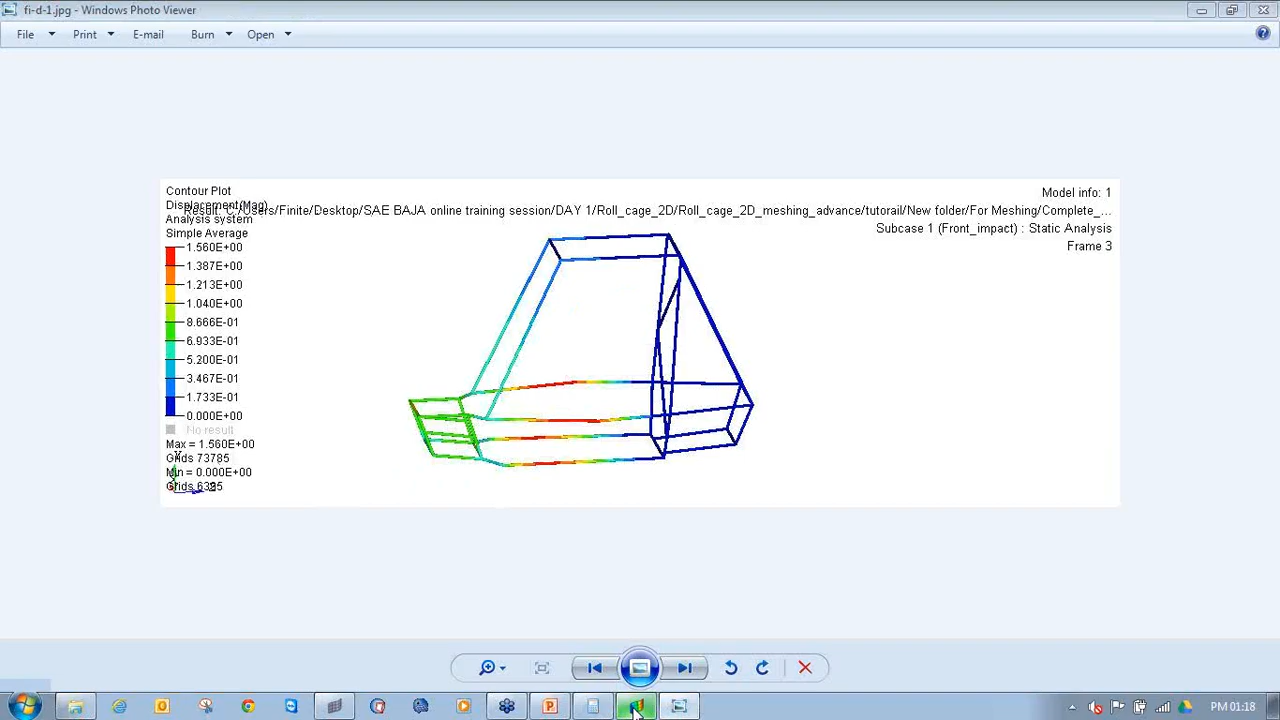 fi-d-1.jpg - Windows Photo Viewer
File Print E-mail Burn Open
Contour Plot
Displacement(Mag)
Analysis system
Simple Average
Result: C:/Users/Finite/Desktop/SAE BAJA online training session/DAY 1/Roll_cage_2D/Roll_cage_2D_meshing_advance/tutorail/New folder/For Meshing/Complete_...
Model info: 1
Subcase 1 (Front_impact) : Static Analysis
Frame 3
1.560E+00
1.387E+00
1.213E+00
1.040E+00
8.666E-01
6.933E-01
5.200E-01
3.467E-01
1.733E-01
0.000E+00
No result
Max = 1.560E+00
Grids 73785
Min = 0.000E+00
PM 01:18